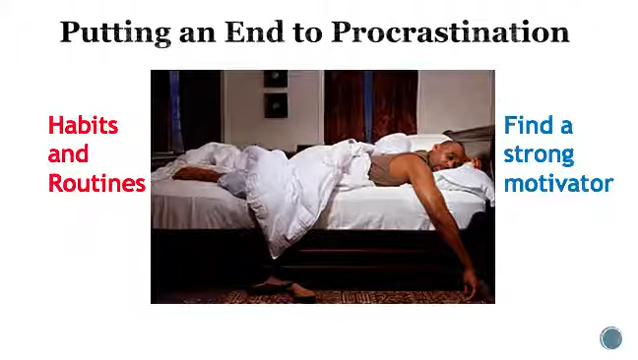 Putting an End to Procrastination
Habits
and
Routines
Find a
strong
motivator